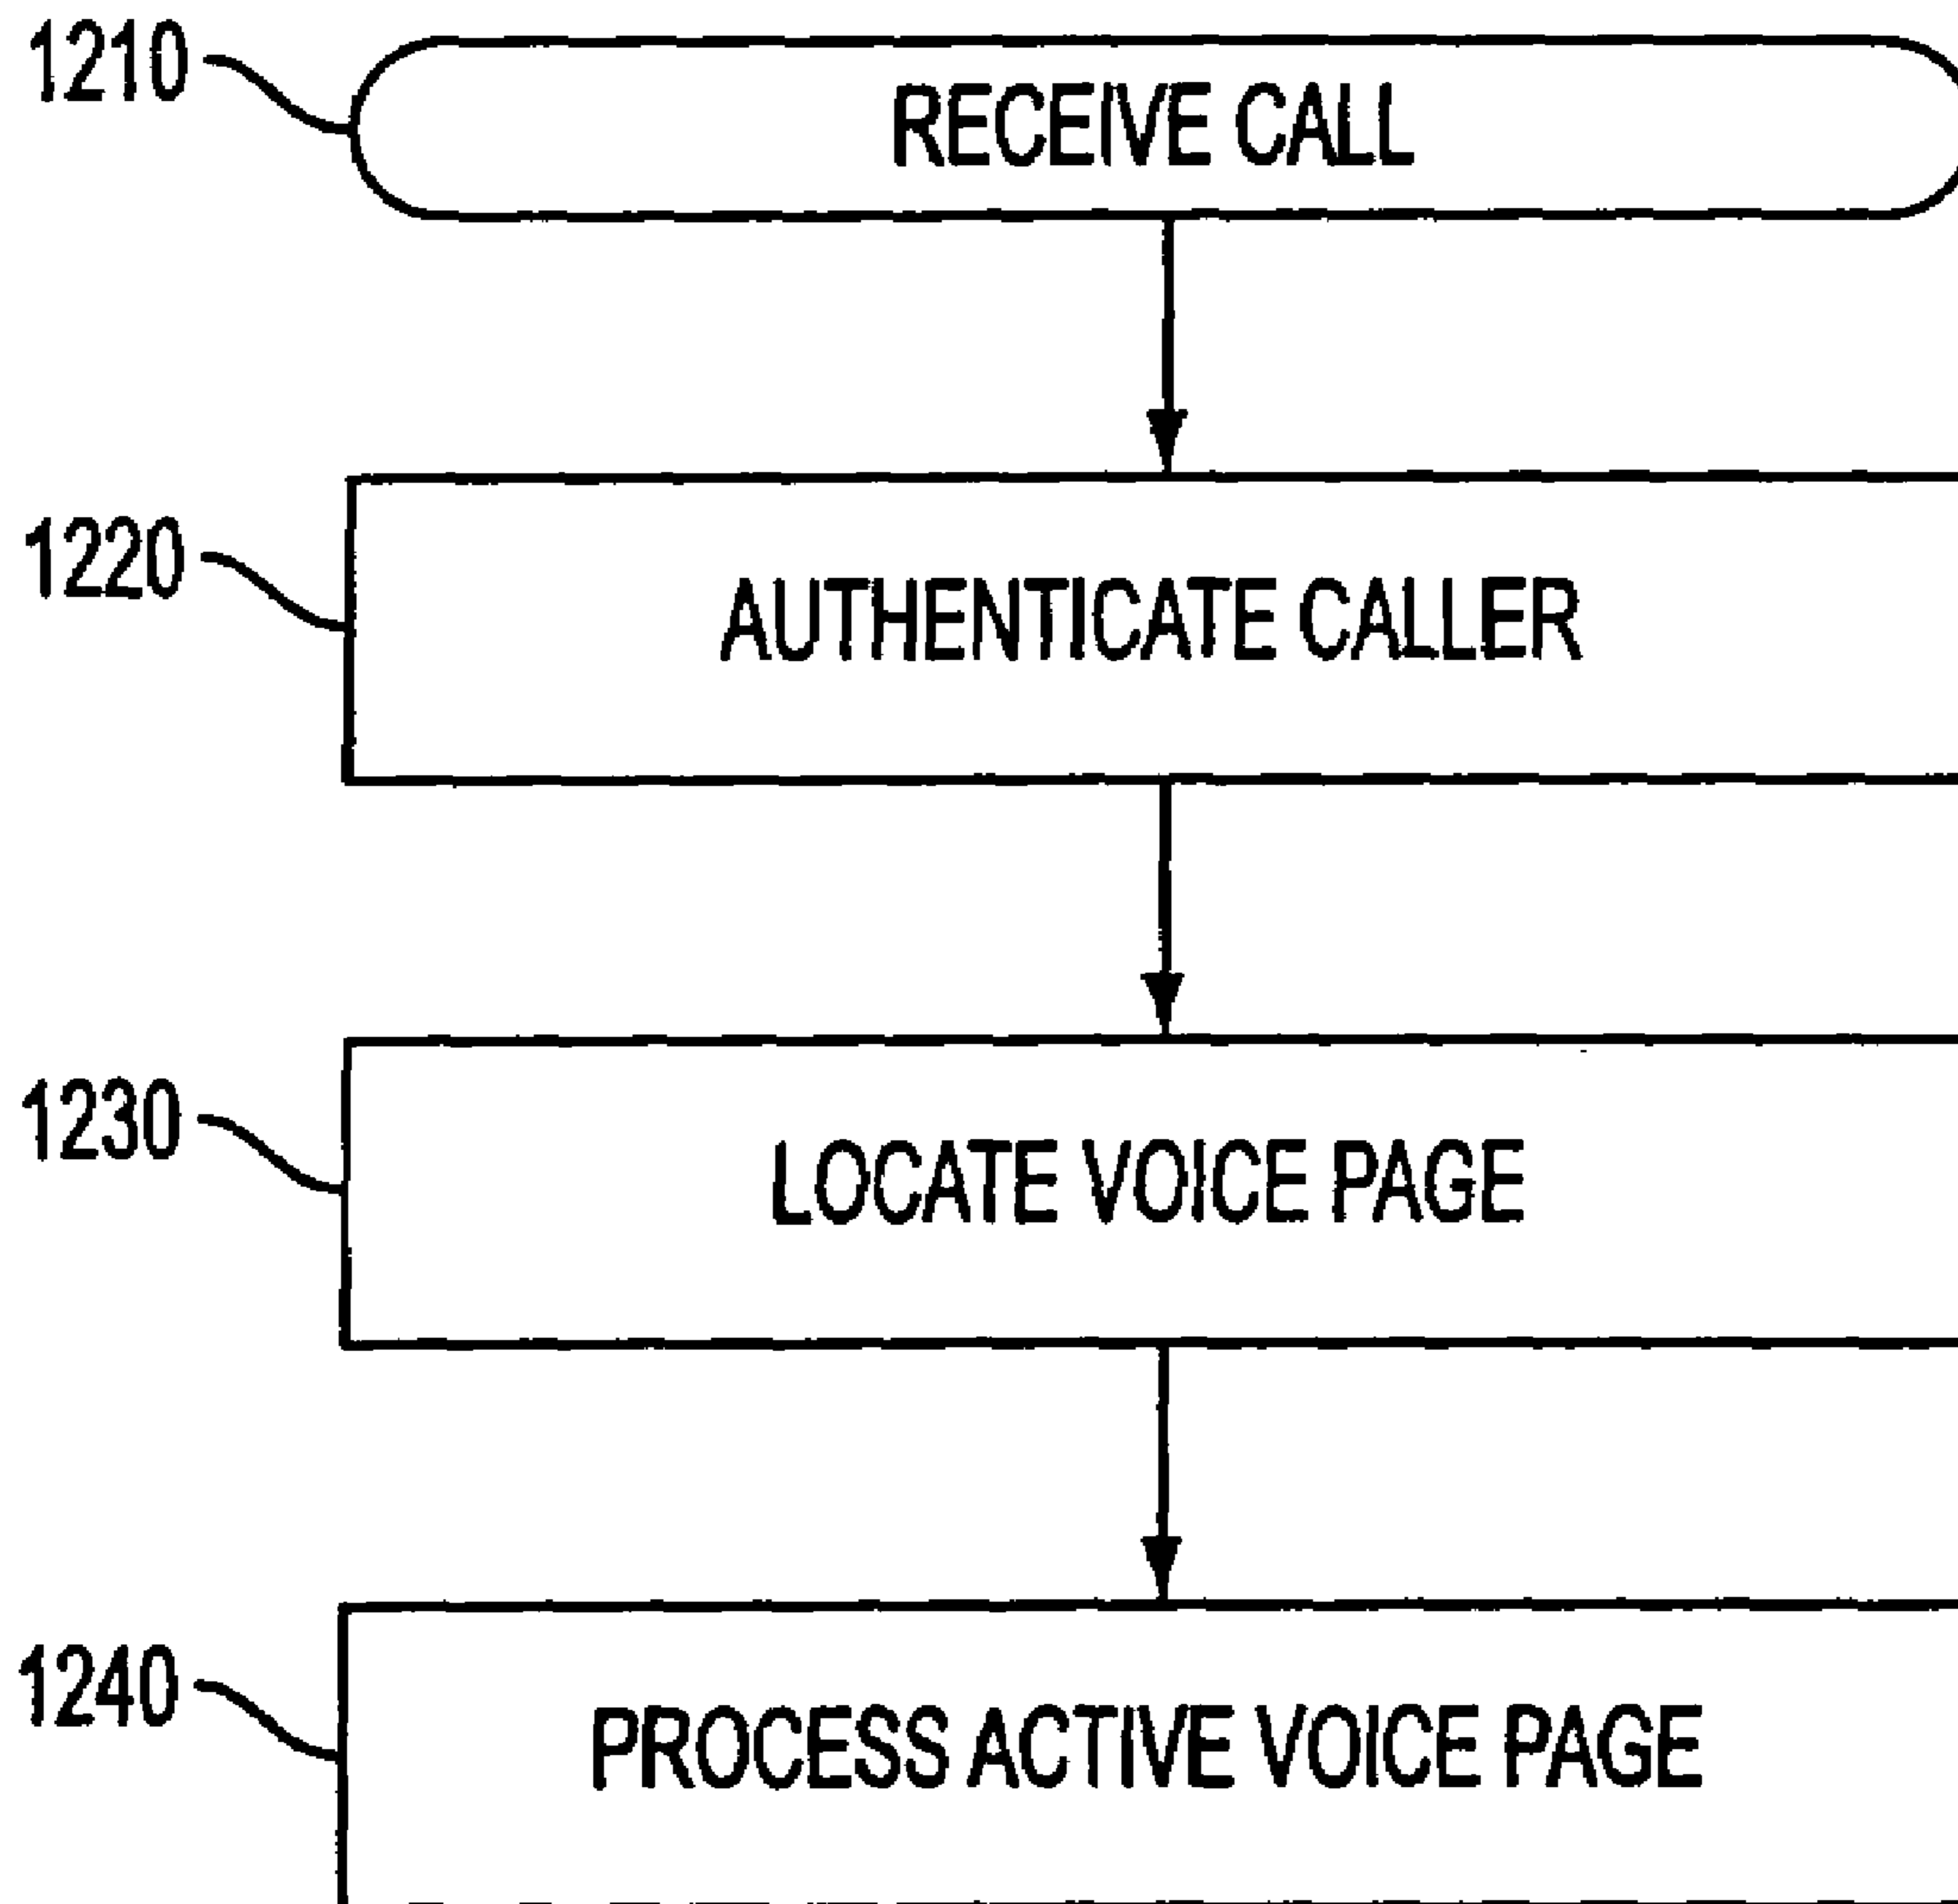 1210
RECEIVE CALL
1220
AUTHENTICATE CALLER
1230
LOCATE VOICE PAGE
1240
PROCESS ACTIVE VOICE PAGE